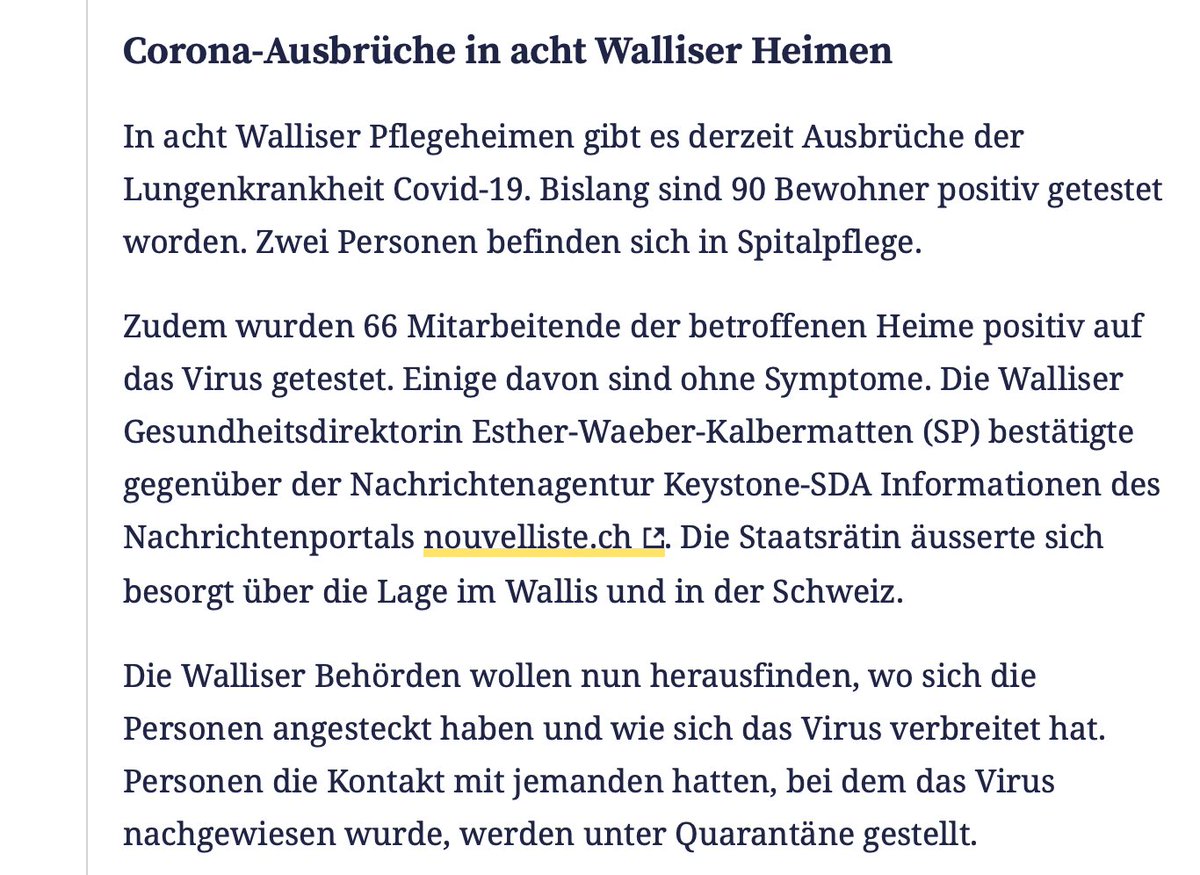 Corona-Ausbrüche in acht Walliser Heimen
In acht Walliser Pflegeheimen gibt es derzeit Ausbrüche der
Lungenkrankheit Covid-19. Bislang sind 90 Bewohner positiv getestet
worden. Zwei Personen befinden sich in Spitalpflege.
Zudem wurden 66 Mitarbeitende der betroffenen Heime positiv auf
das Virus getestet. Einige davon sind ohne Symptome. Die Walliser
Gesundheitsdirektorin Esther-Waeber-Kalbermatten (SP) bestätigte
gegenüber der Nachrichtenagentur Keystone-SDA Informationen des
Nachrichtenportals nouvelliste.ch. Die Staatsrätin äusserte sich
besorgt über die Lage im Wallis und in der Schweiz.
Die Walliser Behörden wollen nun herausfinden, wo sich die
Personen angesteckt haben und wie sich das Virus verbreitet hat.
Personen die Kontakt mit jemanden hatten, bei dem das Virus
nachgewiesen wurde, werden unter Quarantäne gestellt.